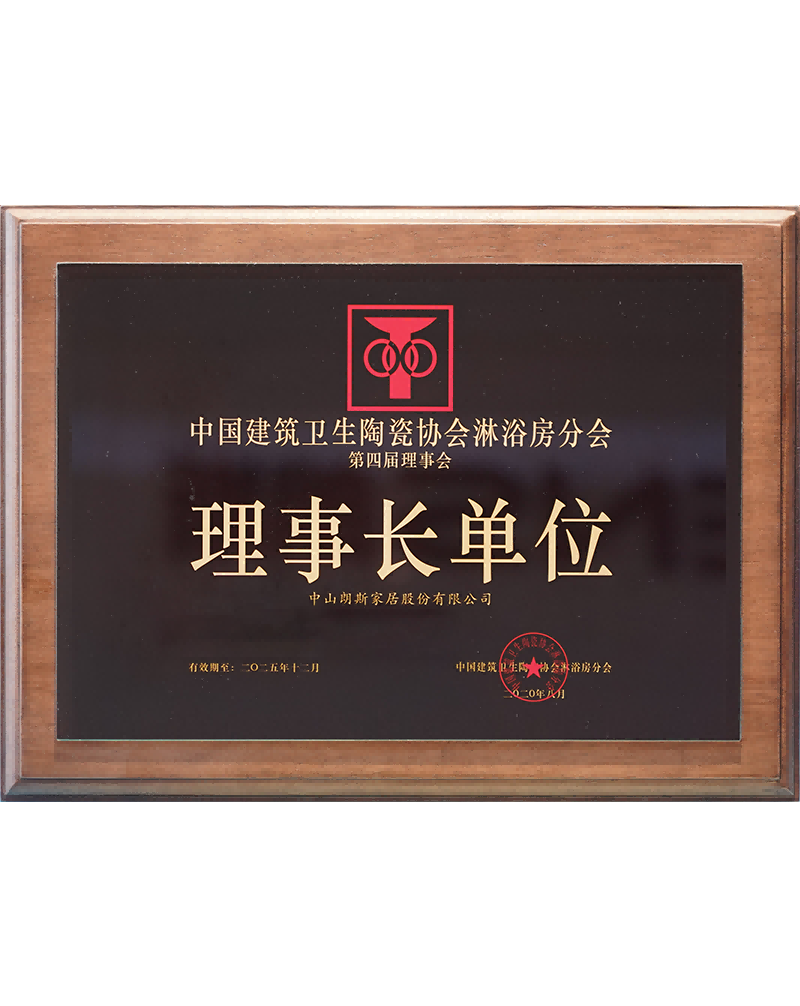 中国建筑卫生陶瓷协会淋浴房分会
第四届理事会
理事长单位
中山朗斯家居股份有限公司
有效期至：二〇二五年十二月
中国建筑卫生陶瓷协会淋浴房分会
二〇二〇年八月